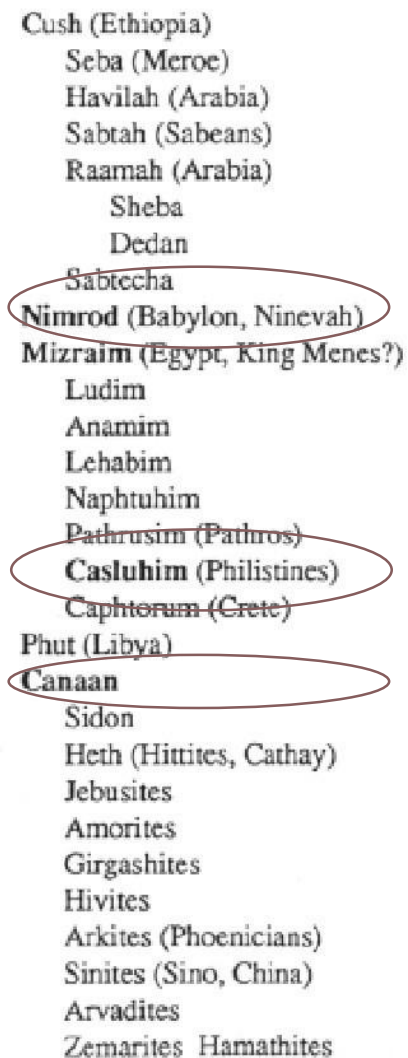 Cush (Ethiopia)
Seba (Meroe)
Havilah (Arabia)
Sabtah (Sabeans)
Raamah (Arabia)
Sheba
Dedan
Sabtecha
Nimrod (Babylon, Ninevah)
Mizraim (Egypt, King Menes?)
Ludim
Anamim
Lehabim
Naphtuhim
Pathrusim (Pathros)
Casluhim (Philistines)
Caphtorum (Crete)
Phut (Libya)
Canaan
Sidon
Heth (Hittites, Cathay)
Jebusites
Amorites
Girgashites
Hivites
Arkites (Phoenicians)
Sinites (Sino, China)
Arvadites
Zemarites Hamathites